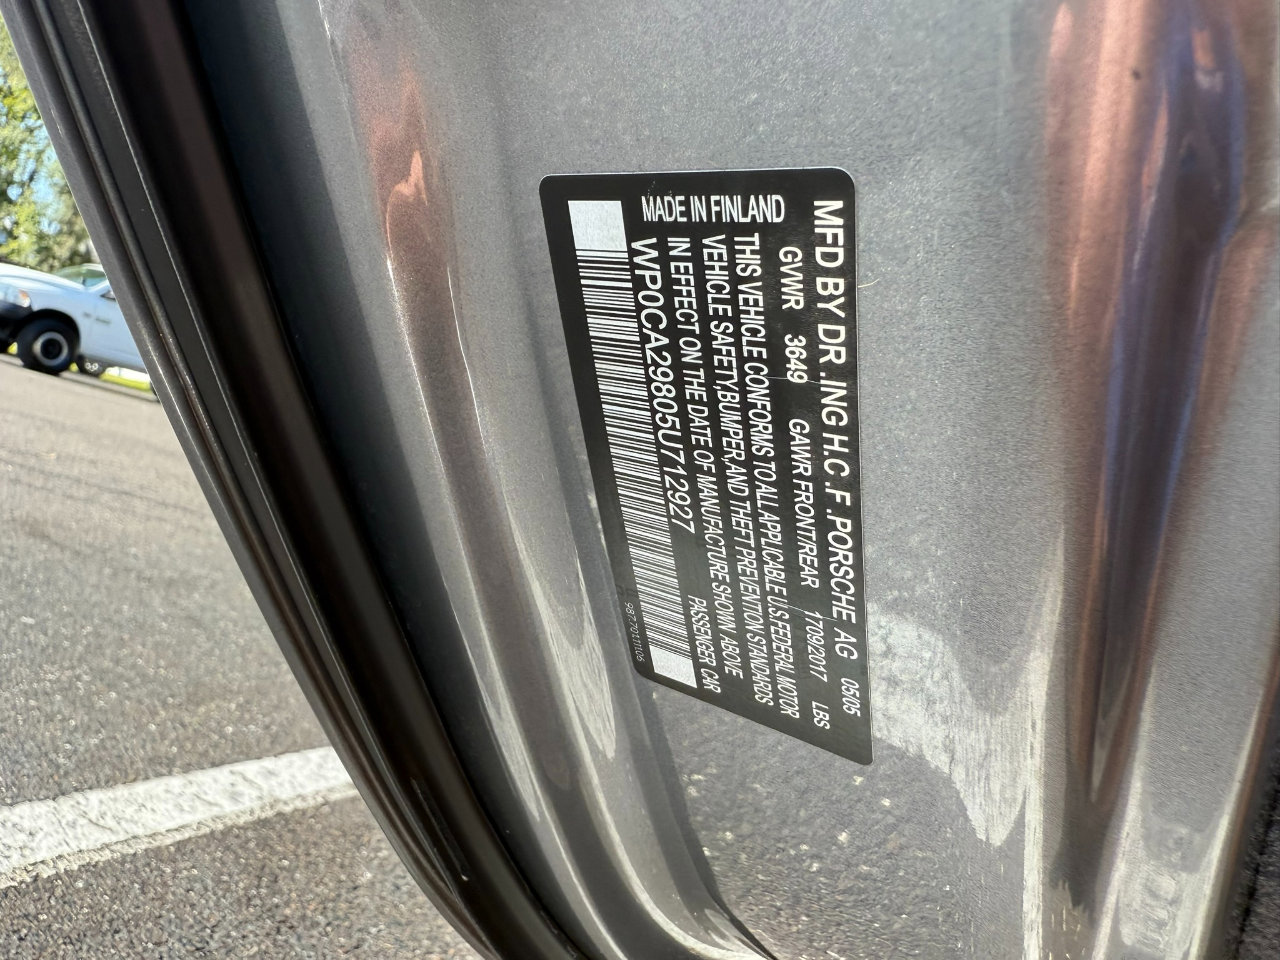 MFD BY DR .ING H.C. F .PORSCHE AG 05/05
GVWR 3649 GAWR FRONT/REAR 1709/2017 LBS
THIS VEHICLE CONFORMS TO ALL APPLICABLE U.S.FEDERAL MOTOR
VEHICLE SAFETY,BUMPER,AND THEFT PREVENTION STANDARDS
IN EFFECT ON THE DATE OF MANUFACTURE SHOWN ABOVE
MADE IN FINLAND
WP0CA29805U712927 PASSENGER CAR